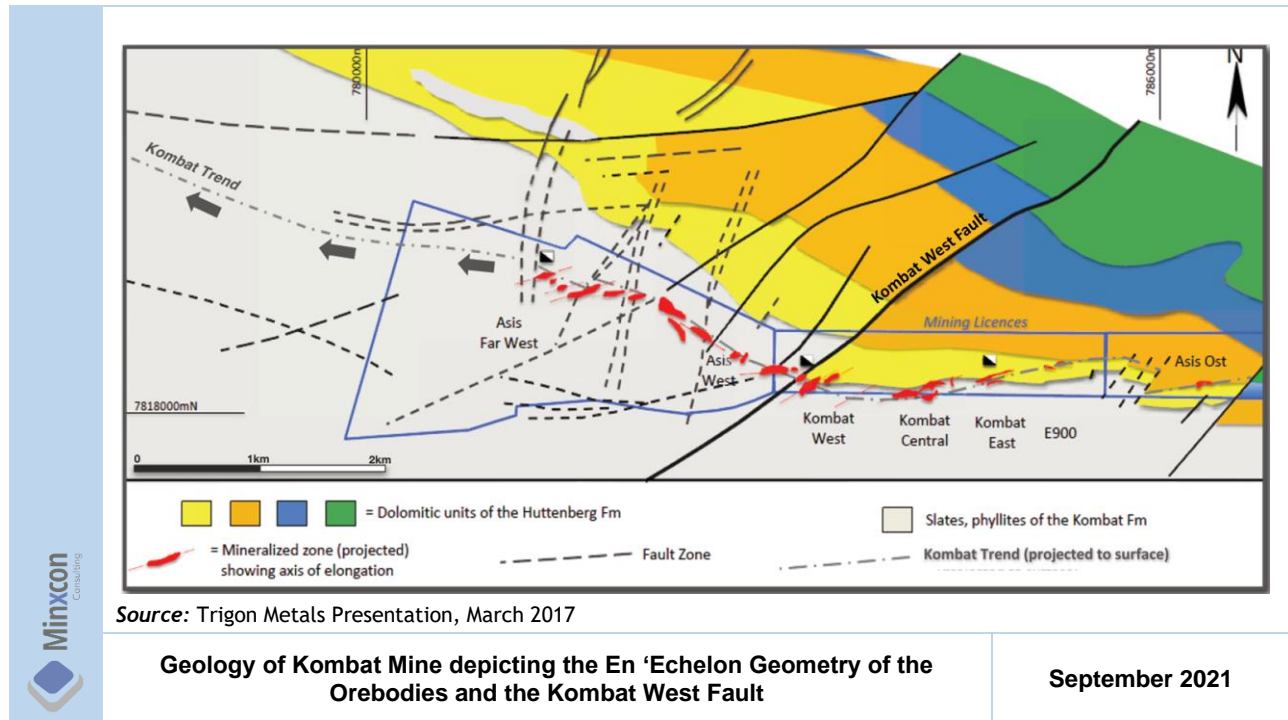 780000m
786000m
N
Kombat Trend
Kombat West Fault
Mining Licences
Asis
Far West
Asis
West
Asis Ost
7818000mN
Kombat
West
Kombat
Central
Kombat
East
E900
0 1km 2km
= Dolomitic units of the Huttenberg Fm
Slates, phyllites of the Kombat Fm
= Mineralized zone (projected)
showing axis of elongation
Fault Zone
Kombat Trend (projected to surface)
Minxcon
Consulting
Source: Trigon Metals Presentation, March 2017
Geology of Kombat Mine depicting the En ‘Echelon Geometry of the
Orebodies and the Kombat West Fault
September 2021